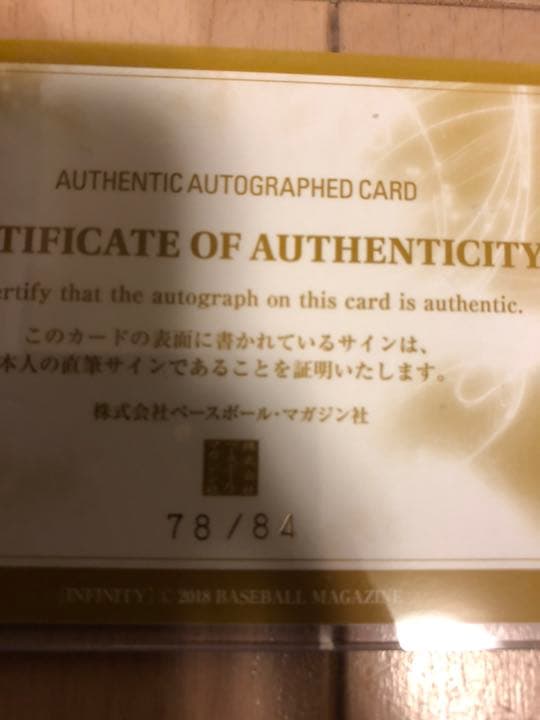 AUTHENTIC AUTOGRAPHED CARD
TIFICATE OF AUTHENTICITY
ertify that the autograph on this card is authentic.
このカードの表面に書かれているサインは、
本人の直筆サインであることを証明いたします。
株式会社ベースボール・マガジン社
78/84
[INFINITY] © 2018 BASEBALL MAGAZINE